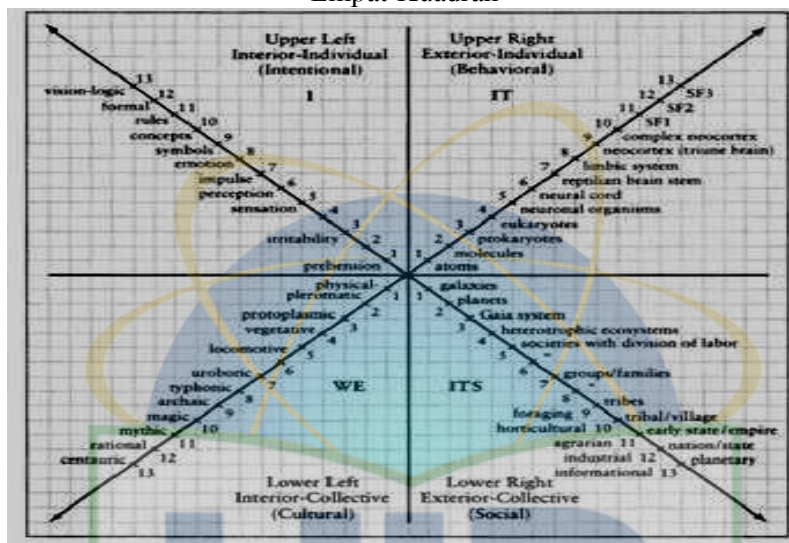 Empat Kuadran
Upper Left
Interior-Individual
(Intentional)
I
13
vision-logic
12
formal
11
rules
10
concepts
9
symbols
8
emotion
7
impulse
6
perception
5
sensation
4
3
irritability
2
1
prehension
Upper Right
Exterior-Individual
(Behavioral)
IT
13
12 SF3
11 SF2
10 SF1
9 complex neocortex
8 neocortex (triune brain)
7 limbic system
6 reptilian brain stem
5 neural cord
4 neuronal organisms
3 eukaryotes
2 prokaryotes
molecules
1 atoms
physical-
pleromatic 1
protoplasmic 2
vegetative 3
4
locomotive 5
6
uroboric 7
typhonic 8
archaic
magic 9
mythic 10
rational 11
centauric 12
13
WE
Lower Left
Interior-Collective
(Cultural)
1 galaxies
planets
2 Gaia system
3 heterotrophic ecosystems
4 societies with division of labor
5 -
6 groups/families
7 -
8 tribes
foraging 9 tribal/village
horticultural 10 early state/empire
agrarian 11 nation/state
industrial 12 planetary
informational 13
ITS
Lower Right
Exterior-Collective
(Social)